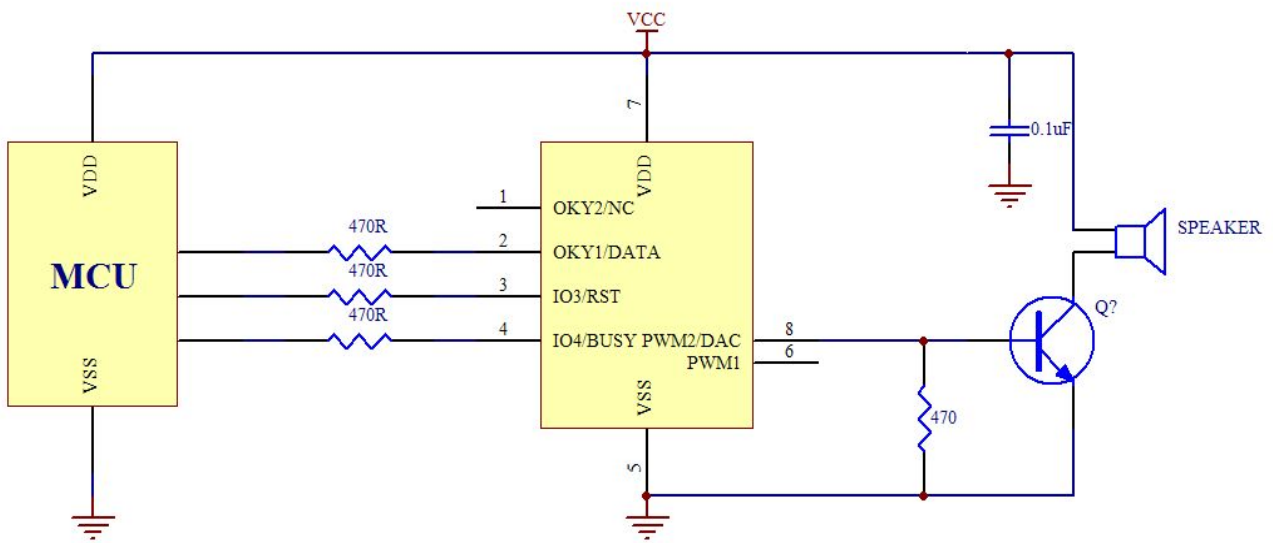 VCC
7
0.1uF
VDD
VDD
1
OKY2/NC
470R
2
OKY1/DATA
SPEAKER
MCU
470R
3
IO3/RST
470R
4
IO4/BUSY
PWM2/DAC
8
Q?
PWM1
6
VSS
VSS
470
5